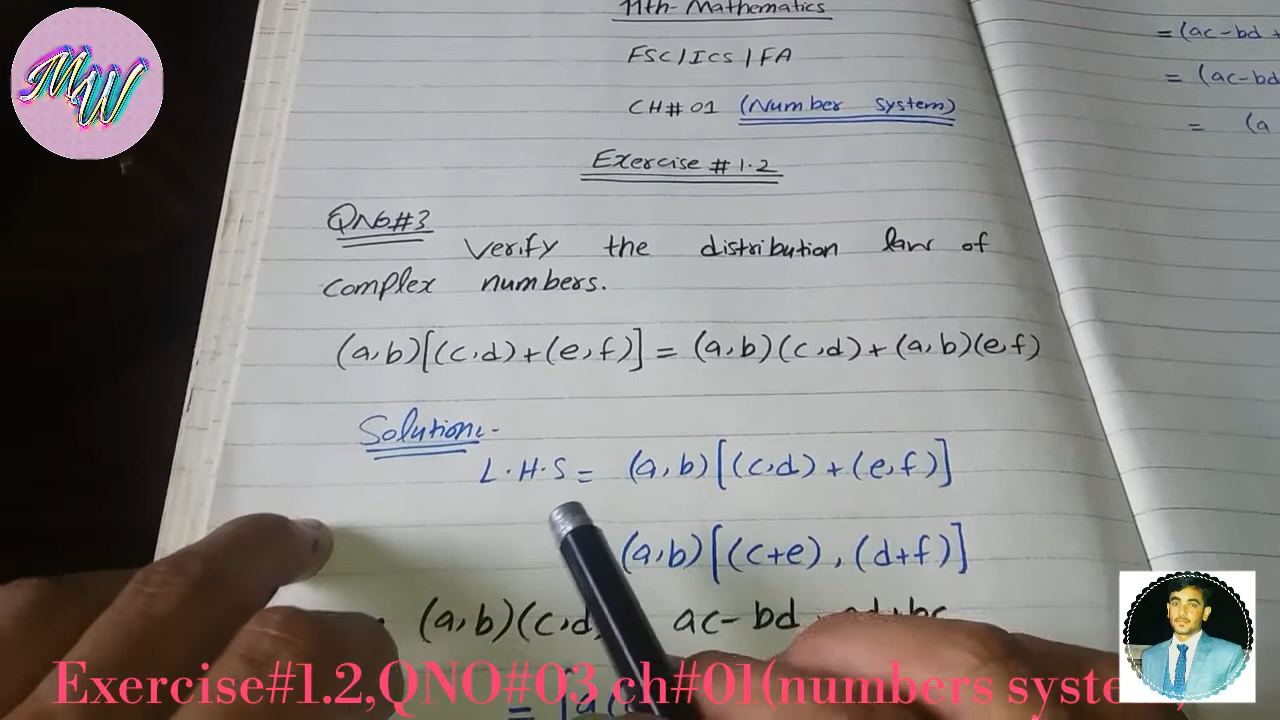 MW
11th Mathematics
FSC/ICS/FA
CH# 01 (Number System)
Exercise # 1.2
QNO#3
Verify the distribution law of
complex numbers.
(a,b)[(c,d)+(e,f)] = (a,b)(c,d)+(a,b)(e,f)
Solution:-
L.H.S = (a,b)[(c,d)+(e,f)]
(a,b)[(c+e),(d+f)]
(a,b)(c,d) ac-bd
=
Exercise#1.2,QNO#03 ch#01(numbers
=(ac-bd +
= (ac-bd
= (a